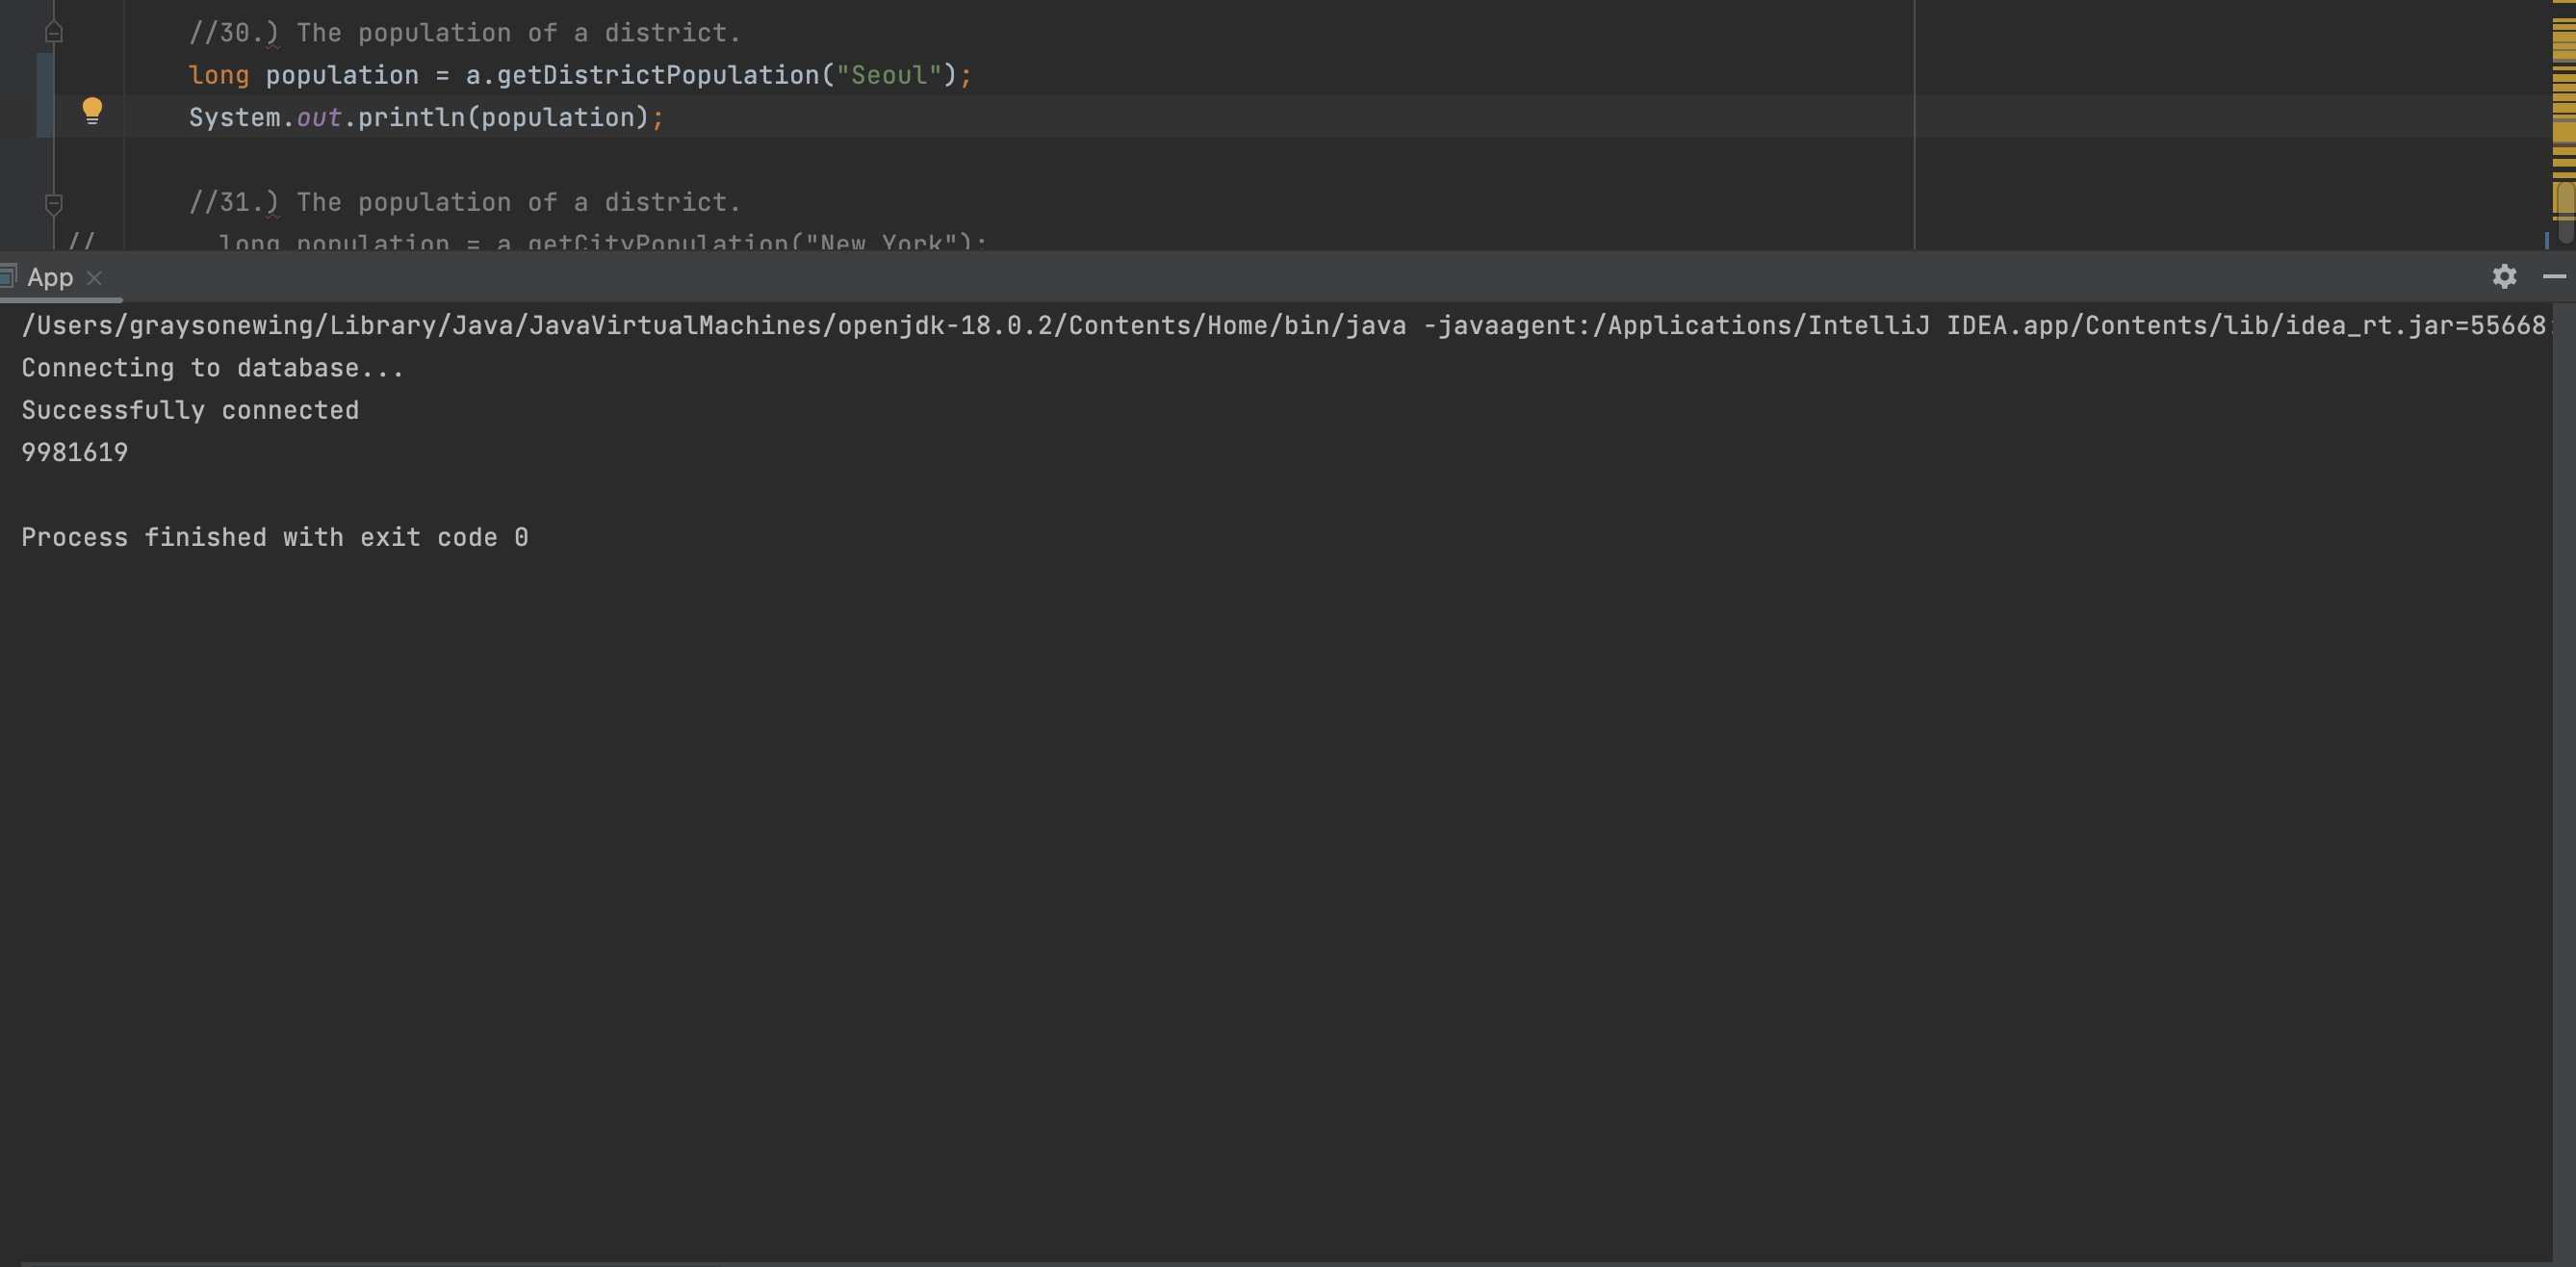 //30.) The population of a district.
long population = a.getDistrictPopulation("Seoul");
System.out.println(population);
//31.) The population of a district.
// long population = a.getCityPopulation("New York");
App
/Users/graysonewing/Library/Java/JavaVirtualMachines/openjdk-18.0.2/Contents/Home/bin/java -javaagent:/Applications/IntelliJ IDEA.app/Contents/lib/idea_rt.jar=55668:
Connecting to database...
Successfully connected
9981619
Process finished with exit code 0